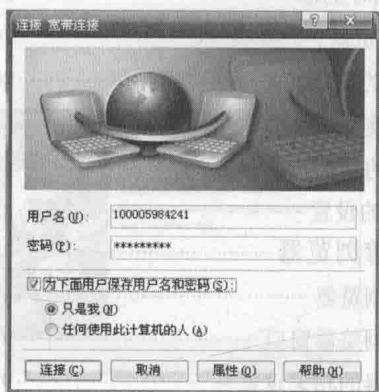 连接 宽带连接
用户名(U): 100005984241
密码(P): *********
为下面用户保存用户名和密码(S):
只是我(N)
任何使用此计算机的人(A)
连接(C) 取消 属性(O) 帮助(H)